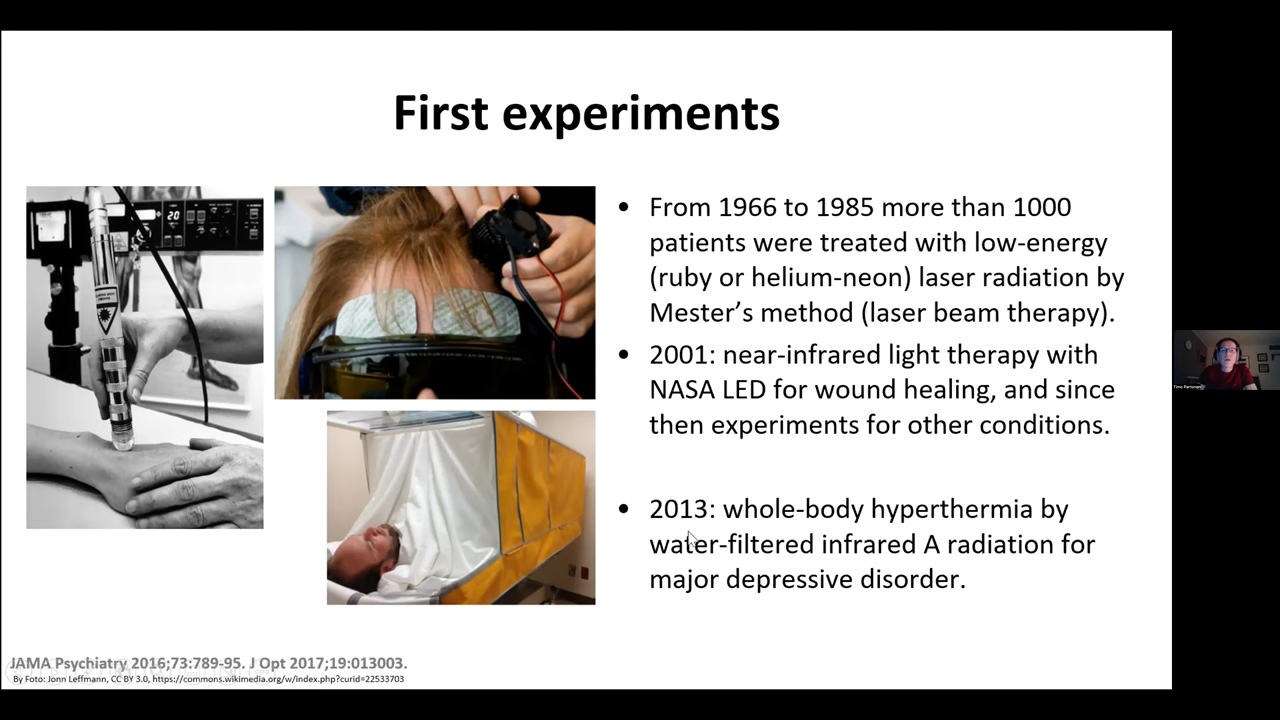 First experiments
20
• From 1966 to 1985 more than 1000
patients were treated with low-energy
(ruby or helium-neon) laser radiation by
Mester’s method (laser beam therapy).
• 2001: near-infrared light therapy with
NASA LED for wound healing, and since
then experiments for other conditions.
• 2013: whole-body hyperthermia by
water-filtered infrared A radiation for
major depressive disorder.
JAMA Psychiatry 2016;73:789-95. J Opt 2017;19:013003.
By Foto: Jonn Leffmann, CC BY 3.0, https://commons.wikimedia.org/w/index.php?curid=22533703
Timo Partonen